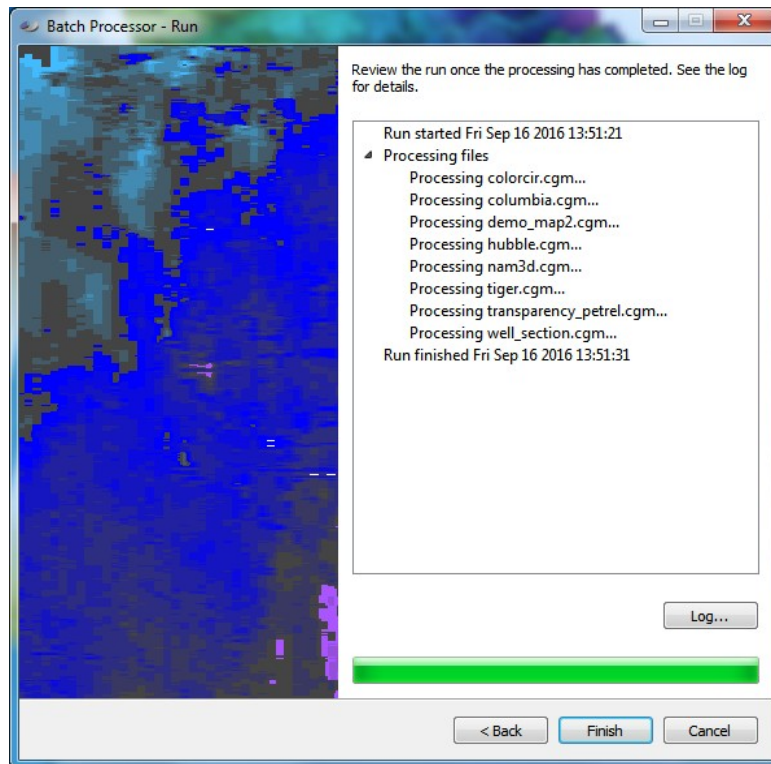 Batch Processor - Run
Review the run once the processing has completed. See the log
for details.
Run started Fri Sep 16 2016 13:51:21
Processing files
Processing colorcir.cgm...
Processing columbia.cgm...
Processing demo_map2.cgm...
Processing hubble.cgm...
Processing nam3d.cgm...
Processing tiger.cgm...
Processing transparency_petrel.cgm...
Processing well_section.cgm...
Run finished Fri Sep 16 2016 13:51:31
Log...
< Back
Finish
Cancel